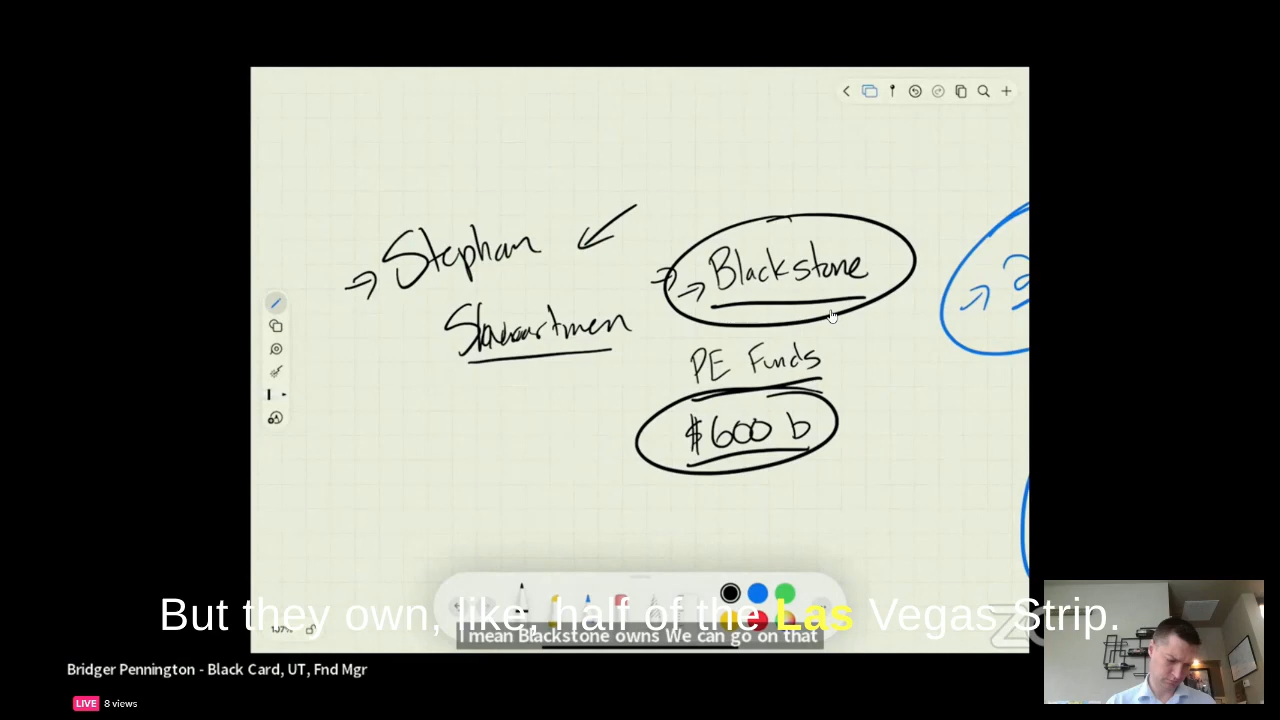 Stephan
Blackstone
PE Funds
$600 b
But they own, like, half of the Las Vegas Strip.
I mean Blackstone owns We can go on that
Bridger Pennington - Black Card, UT, Fnd Mgr
LIVE 8 views